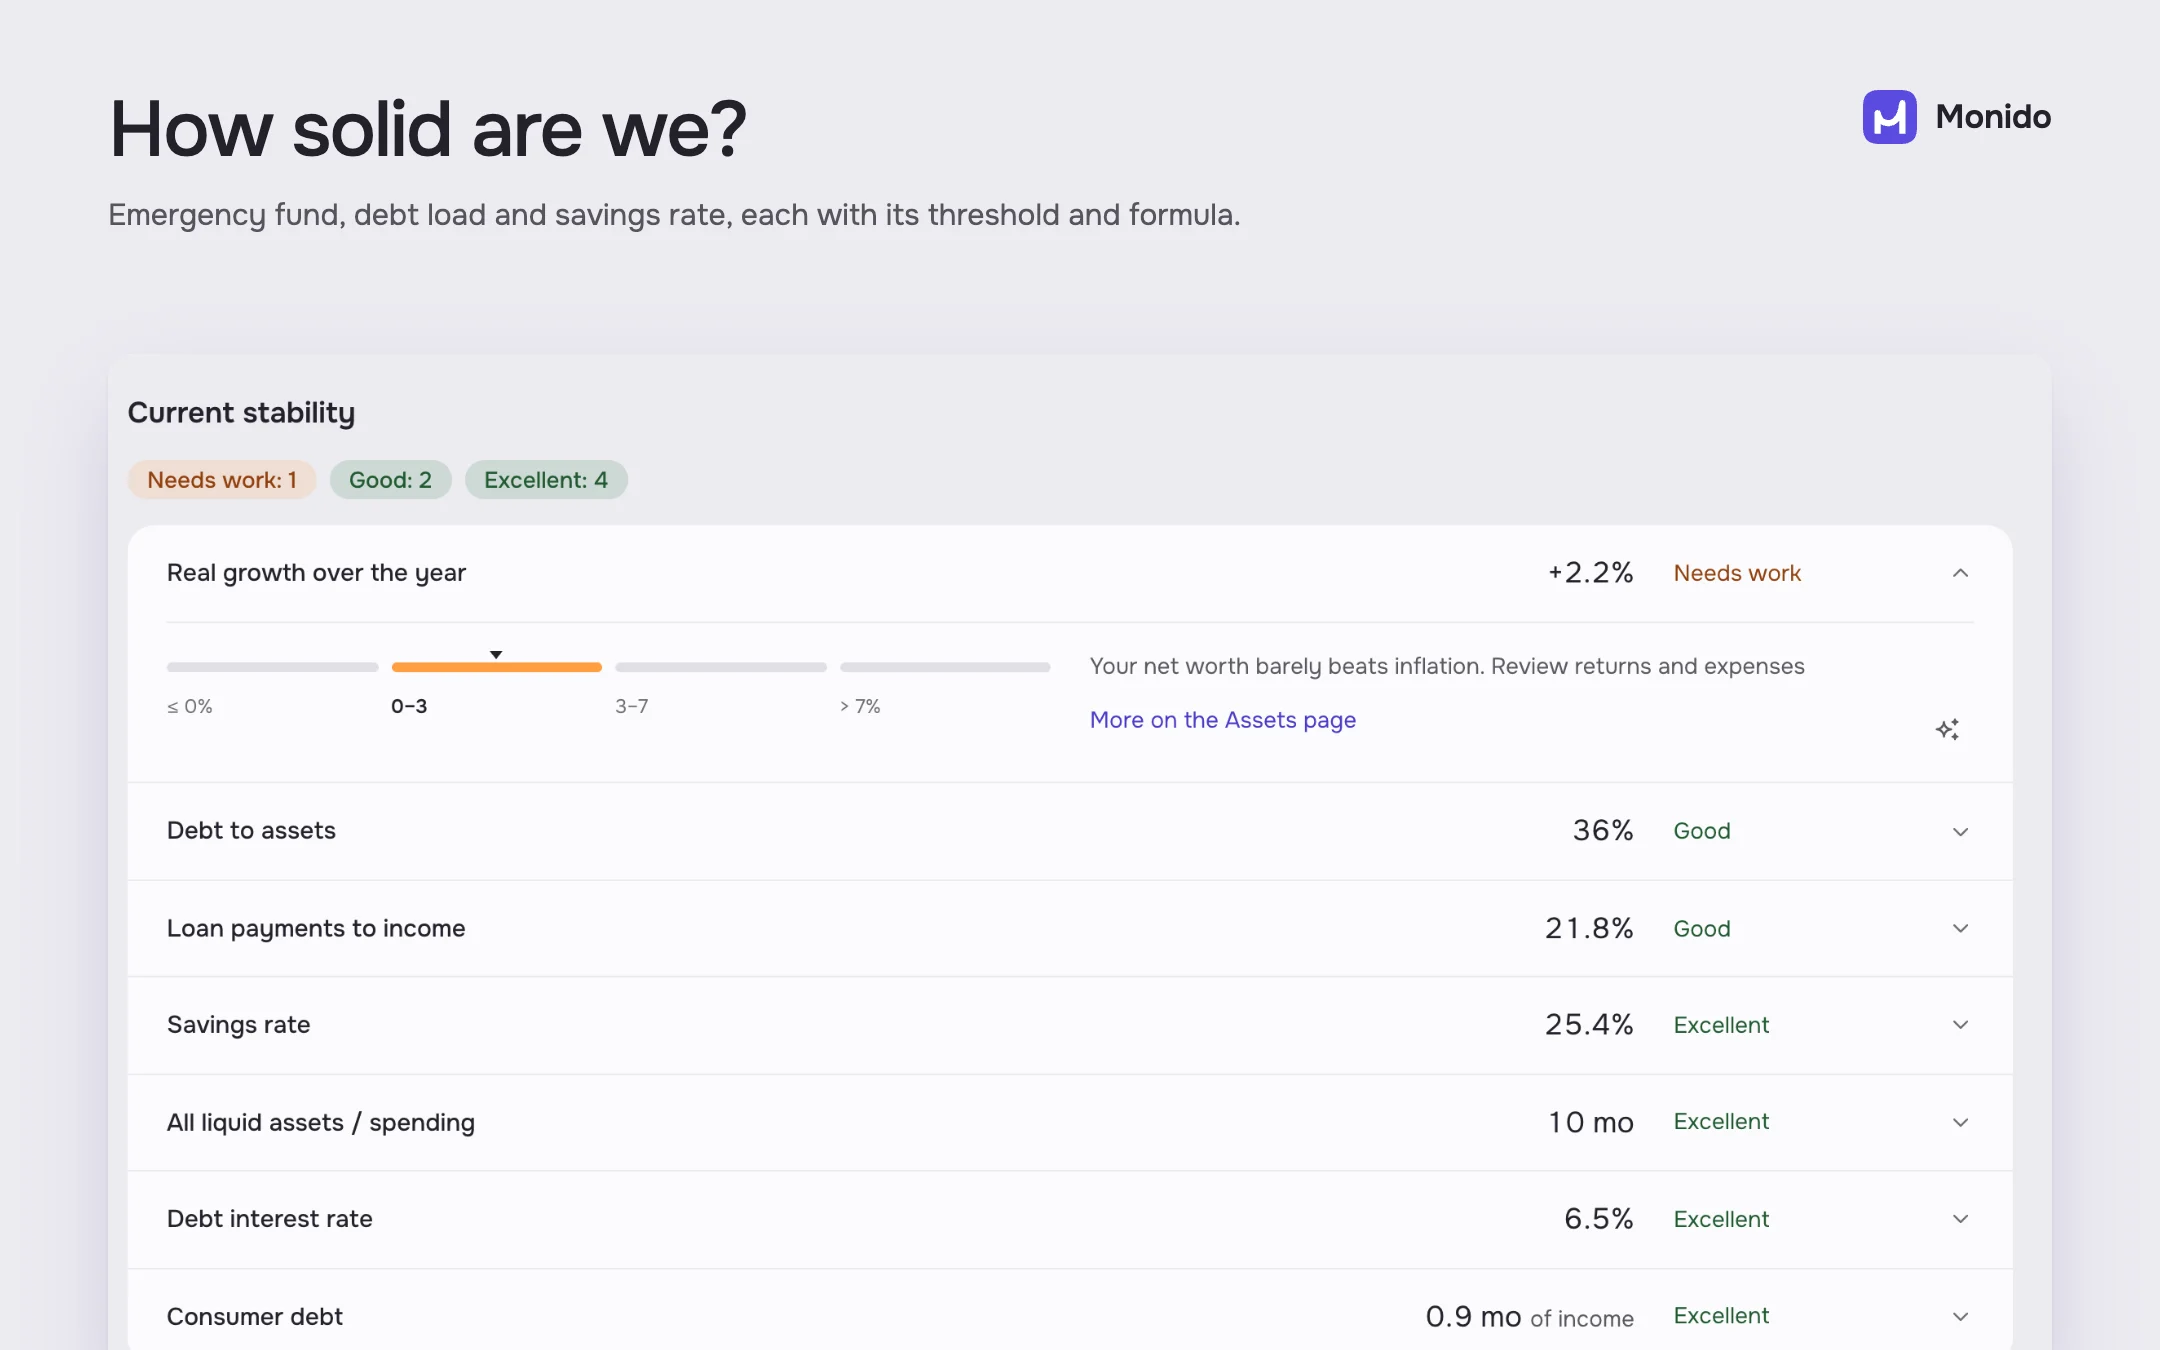 How solid are we?
Monido
Emergency fund, debt load and savings rate, each with its threshold and formula.
Current stability
Needs work: 1
Good: 2
Excellent: 4
Real growth over the year
+2.2%
Needs work
≤ 0%
0–3
3–7
> 7%
Your net worth barely beats inflation. Review returns and expenses
More on the Assets page
Debt to assets
36%
Good
Loan payments to income
21.8%
Good
Savings rate
25.4%
Excellent
All liquid assets / spending
10 mo
Excellent
Debt interest rate
6.5%
Excellent
Consumer debt
0.9 mo of income
Excellent